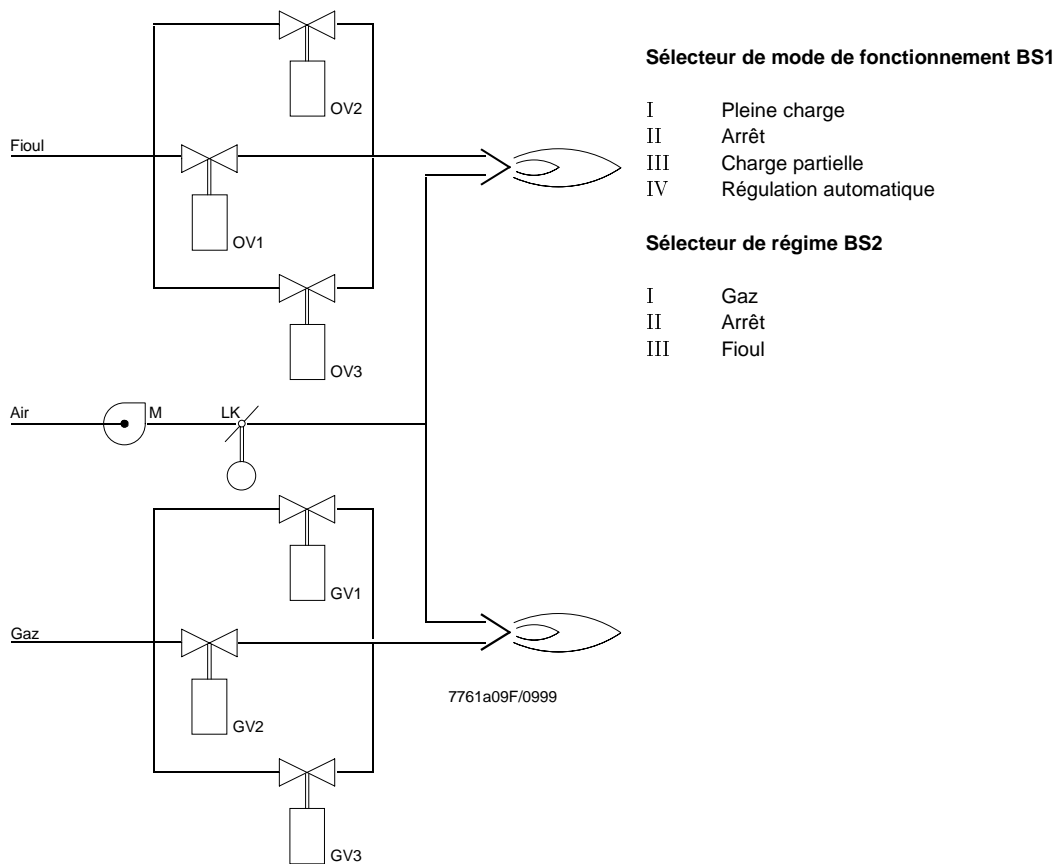 OV2
Fioul
OV1
OV3
Air
M
LK
GV1
Gaz
GV2
GV3
7761a09F/0999
Sélecteur de mode de fonctionnement BS1
I Pleine charge
II Arrêt
III Charge partielle
IV Régulation automatique
Sélecteur de régime BS2
I Gaz
II Arrêt
III Fioul